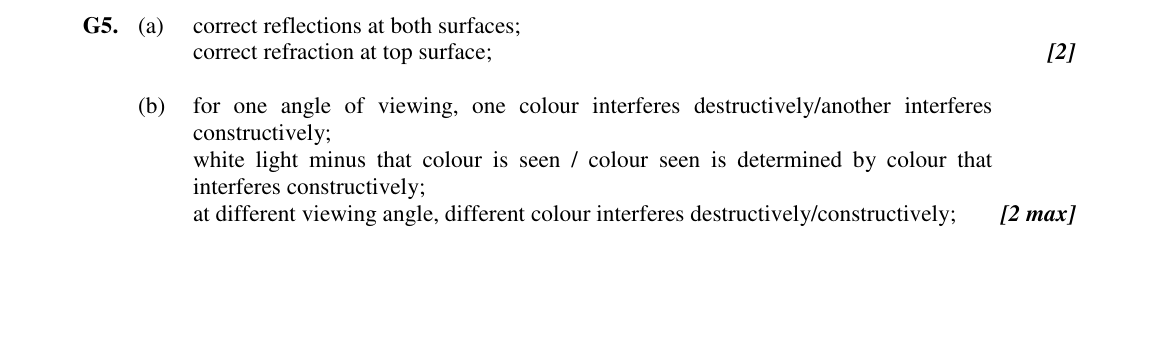 G5. (a) correct reflections at both surfaces;
correct refraction at top surface; [2]
(b) for one angle of viewing, one colour interferes destructively/another interferes
constructively;
white light minus that colour is seen / colour seen is determined by colour that
interferes constructively;
at different viewing angle, different colour interferes destructively/constructively; [2 max]